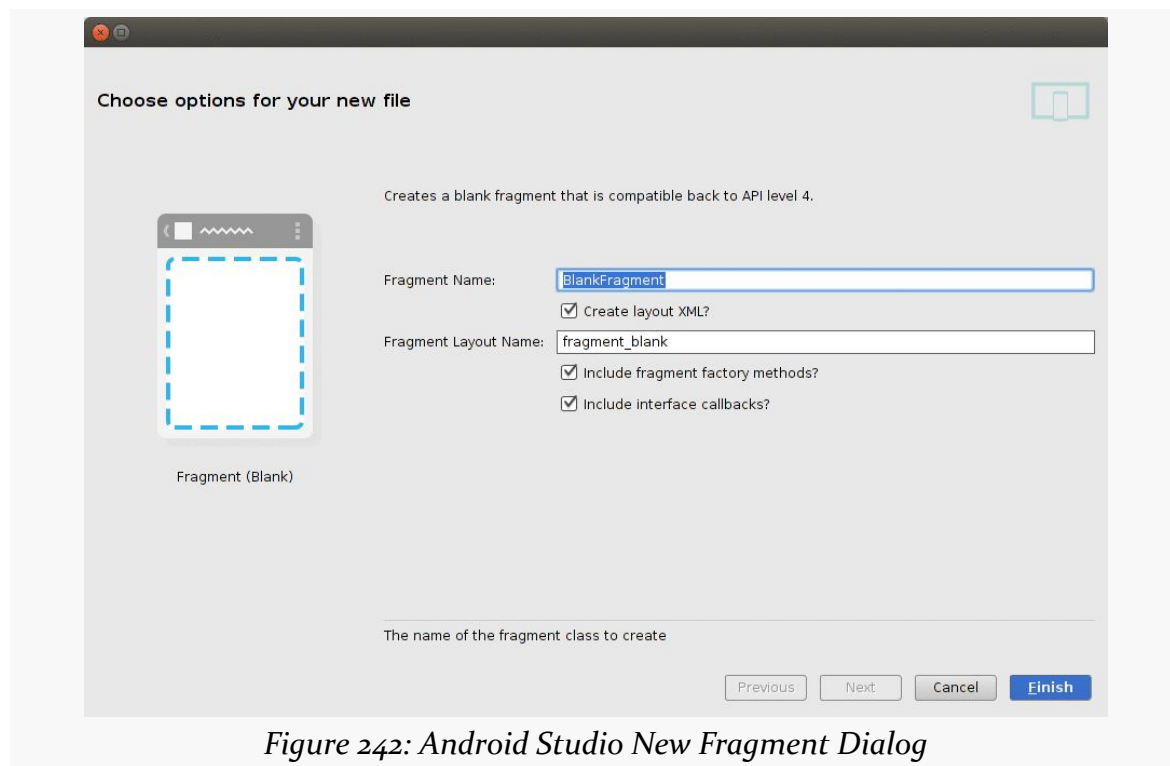 Choose options for your new file
Creates a blank fragment that is compatible back to API level 4.
Fragment Name: BlankFragment
Create layout XML?
Fragment Layout Name: fragment_blank
Include fragment factory methods?
Include interface callbacks?
Fragment (Blank)
The name of the fragment class to create
Previous Next Cancel Finish
Figure 242: Android Studio New Fragment Dialog